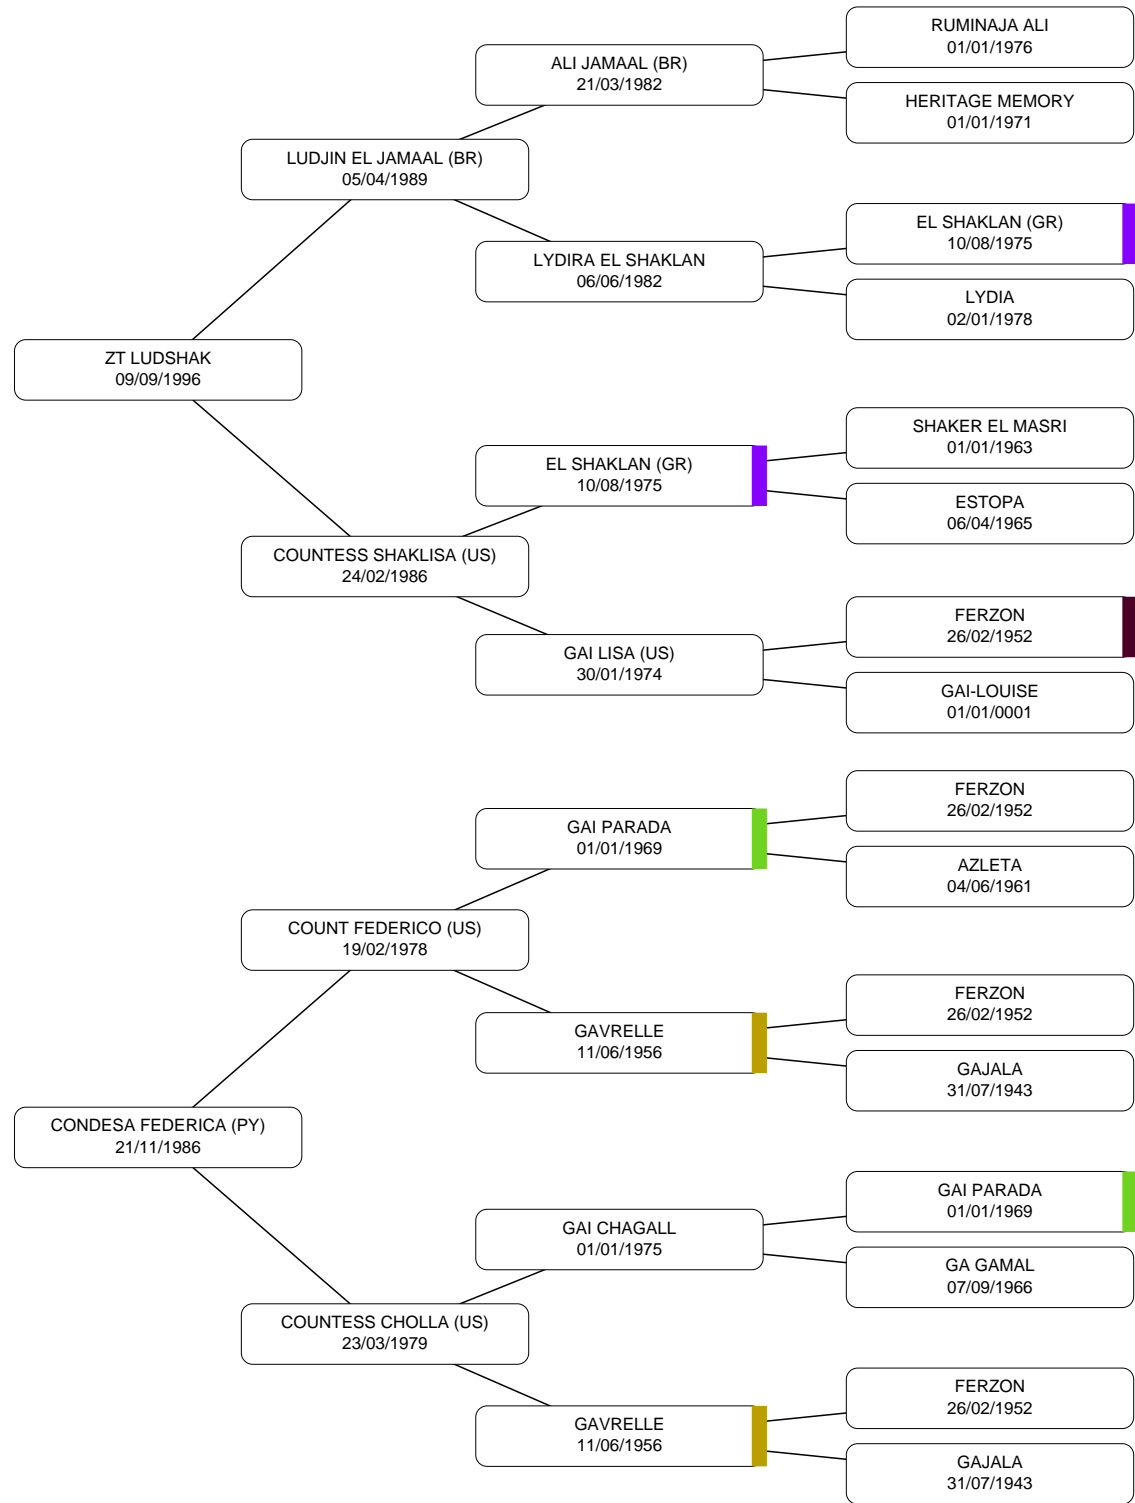 RUMINAJA ALI
01/01/1976
ALI JAMAAL (BR)
21/03/1982
HERITAGE MEMORY
01/01/1971
LUDJIN EL JAMAAL (BR)
05/04/1989
EL SHAKLAN (GR)
10/08/1975
LYDIRA EL SHAKLAN
06/06/1982
LYDIA
02/01/1978
ZT LUDSHAK
09/09/1996
SHAKER EL MASRI
01/01/1963
EL SHAKLAN (GR)
10/08/1975
ESTOPA
06/04/1965
COUNTESS SHAKLISA (US)
24/02/1986
FERZON
26/02/1952
GAI LISA (US)
30/01/1974
GAI-LOUISE
01/01/0001
FERZON
26/02/1952
GAI PARADA
01/01/1969
AZLETA
04/06/1961
COUNT FEDERICO (US)
19/02/1978
FERZON
26/02/1952
GAVRELLE
11/06/1956
GAJALA
31/07/1943
CONDESA FEDERICA (PY)
21/11/1986
GAI PARADA
01/01/1969
GAI CHAGALL
01/01/1975
GA GAMAL
07/09/1966
COUNTESS CHOLLA (US)
23/03/1979
FERZON
26/02/1952
GAVRELLE
11/06/1956
GAJALA
31/07/1943